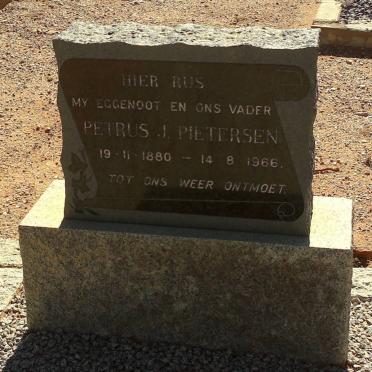 HIER RUS
MY EGGENOOT EN ONS VADER
PETRUS J. PIETERSEN
19·11·1880 — 14·8·1966.
TOT ONS WEER ONTMOET.